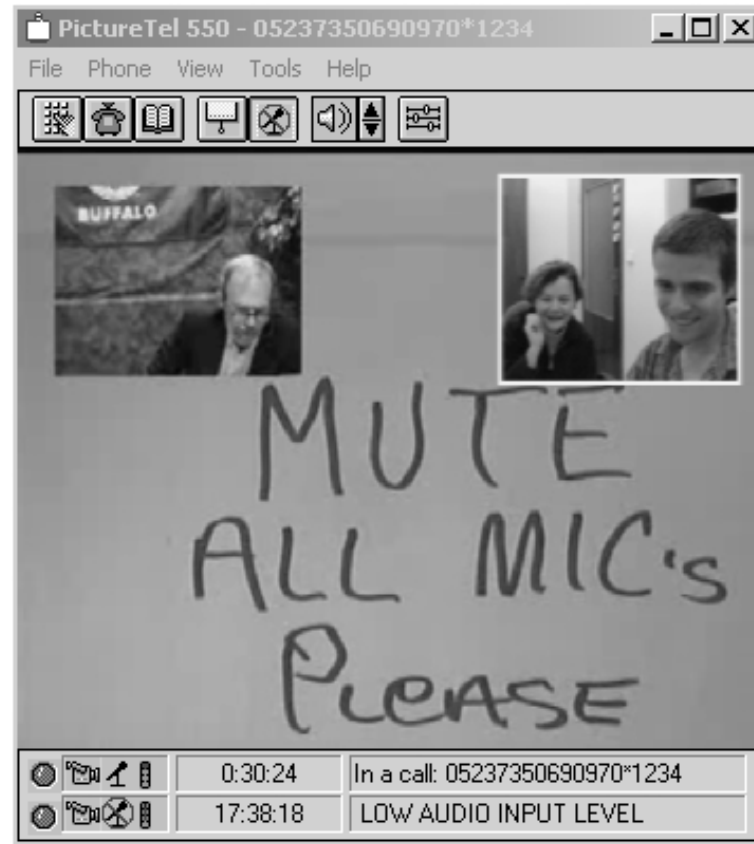 PictureTel 550 - 05237350690970*1234
File Phone View Tools Help
BUFFALO
MUTE
ALL MIC's
PLEASE
0:30:24 In a call: 05237350690970*1234
17:38:18 LOW AUDIO INPUT LEVEL